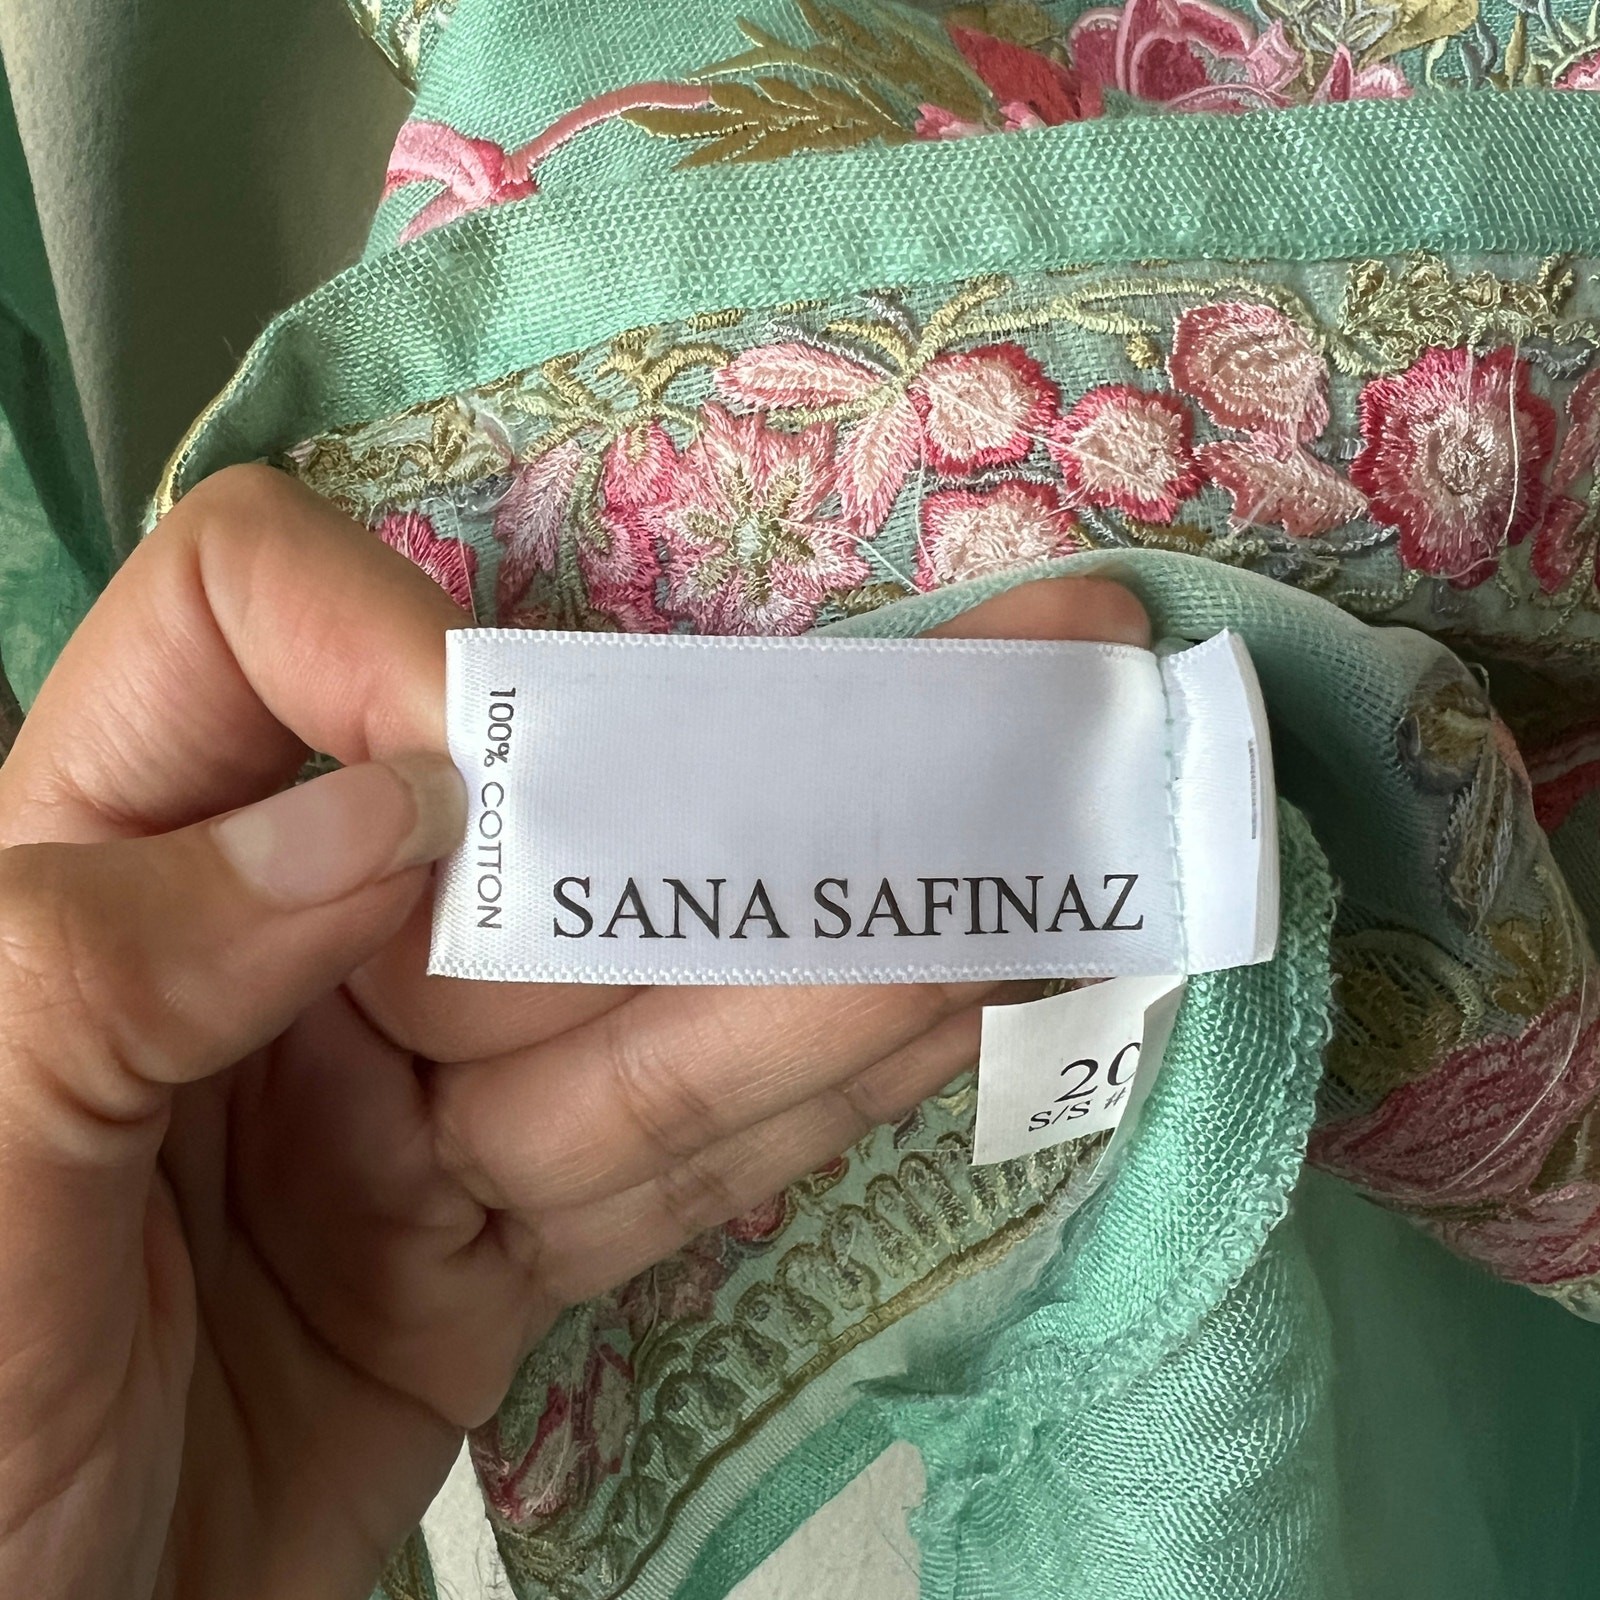 100% COTTON
SANA SAFINAZ
20
S/S #